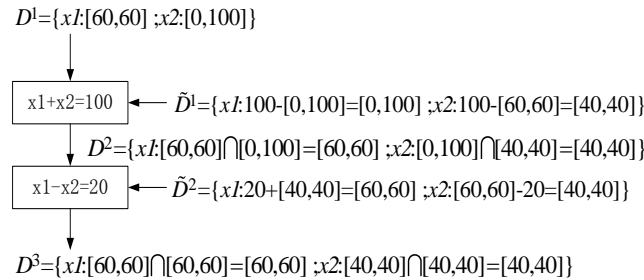 D¹={x1:[60,60] ;x2:[0,100]}
x1+x2=100
D̃¹={x1:100-[0,100]=[0,100] ;x2:100-[60,60]=[40,40]}
D²={x1:[60,60]⋂[0,100]=[60,60] ;x2:[0,100]⋂[40,40]=[40,40]}
x1-x2=20
D̃²={x1:20+[40,40]=[60,60] ;x2:[60,60]-20=[40,40]}
D³={x1:[60,60]⋂[60,60]=[60,60] ;x2:[40,40]⋂[40,40]=[40,40]}